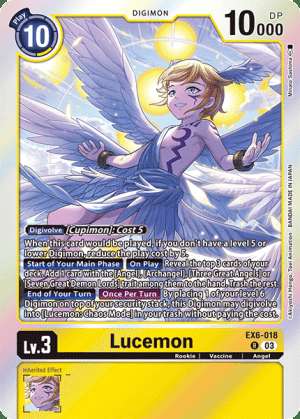 DIGIMON
Play
10
10000
DP
Digivolve [Cupimon]: Cost 5
When this card would be played, if you don't have a level 5 or
lower Digimon, reduce the play cost by 5.
Start of Your Main Phase On Play Reveal the top 3 cards of your
deck. Add 1 card with the [Angel], [Archangel], [Three Great Angels] or
[Seven Great Demon Lords] trait among them to the hand. Trash the rest.
End of Your Turn Once Per Turn By placing 1 of your level 6
Digimon on top of your security stack, this Digimon may digivolve
into [Lucemon: Chaos Mode] in your trash without paying the cost.
Lv.3
Lucemon
EX6-018
R 03
Rookie
Vaccine
Angel
Inherited Effect